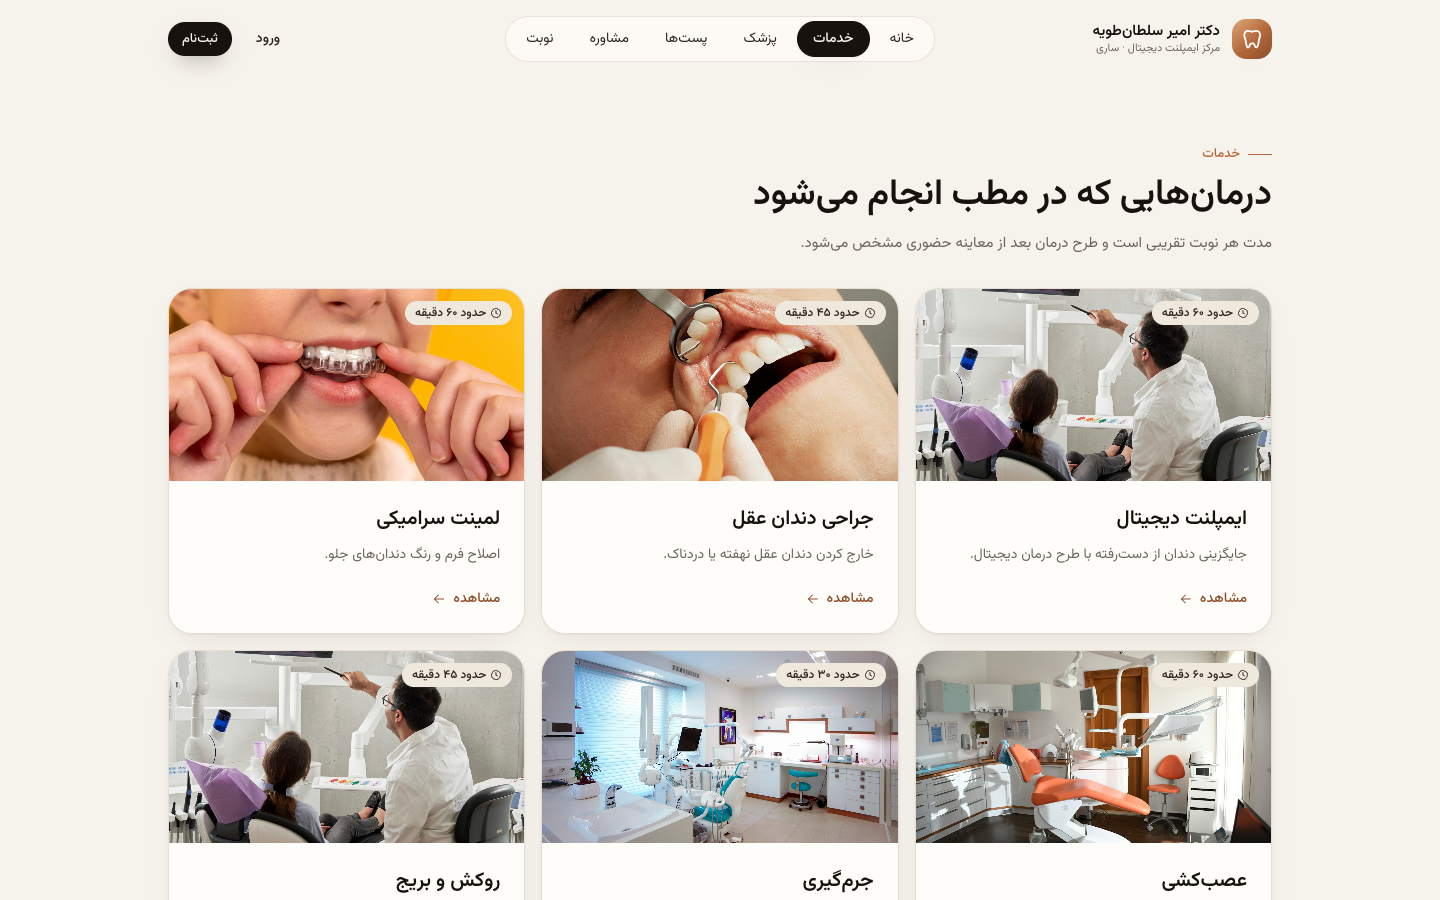 دکتر امیر سلطان‌طویه
مرکز ایمپلنت دیجیتال · ساری
خانه
خدمات
پزشک
پست‌ها
مشاوره
نوبت
ورود
ثبت‌نام
خدمات
درمان‌هایی که در مطب انجام می‌شود
مدت هر نوبت تقریبی است و طرح درمان بعد از معاینه حضوری مشخص می‌شود.
حدود ۶۰ دقیقه
ایمپلنت دیجیتال
جایگزینی دندان از دست‌رفته با طرح درمان دیجیتال.
مشاهده
حدود ۴۵ دقیقه
جراحی دندان عقل
خارج کردن دندان عقل نهفته یا دردناک.
مشاهده
حدود ۶۰ دقیقه
لمینت سرامیکی
اصلاح فرم و رنگ دندان‌های جلو.
مشاهده
حدود ۶۰ دقیقه
عصب‌کشی
حدود ۳۰ دقیقه
جرم‌گیری
حدود ۴۵ دقیقه
روکش و بریج